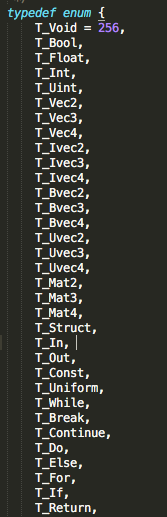 typedef enum {
T_Void = 256,
T_Bool,
T_Float,
T_Int,
T_Uint,
T_Vec2,
T_Vec3,
T_Vec4,
T_Ivec2,
T_Ivec3,
T_Ivec4,
T_Bvec2,
T_Bvec3,
T_Bvec4,
T_Uvec2,
T_Uvec3,
T_Uvec4,
T_Mat2,
T_Mat3,
T_Mat4,
T_Struct,
T_In,
T_Out,
T_Const,
T_Uniform,
T_While,
T_Break,
T_Continue,
T_Do,
T_Else,
T_For,
T_If,
T_Return,